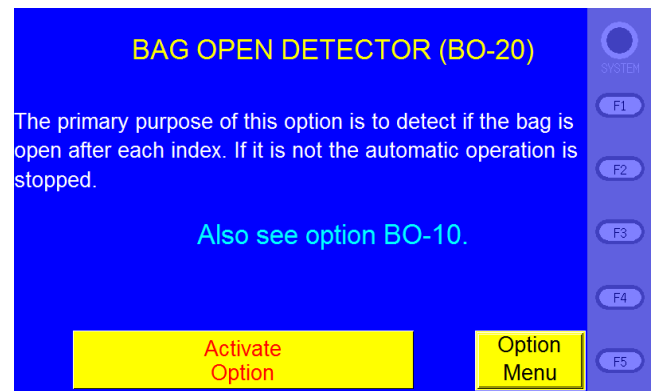 BAG OPEN DETECTOR (BO-20)
SYSTEM
F1
The primary purpose of this option is to detect if the bag is
open after each index. If it is not the automatic operation is
stopped.
F2
Also see option BO-10.
F3
F4
Activate
Option
Option
Menu
F5